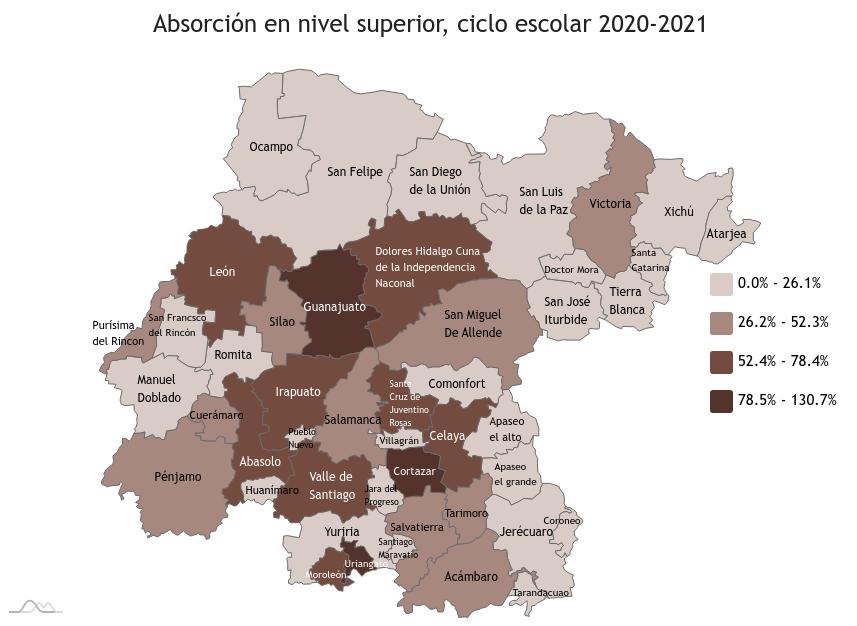 Absorción en nivel superior, ciclo escolar 2020-2021
Ocampo
San Felipe
San Diego
de la Unión
San Luis
de la Paz
Victoria
Xichú
Atarjea
León
Dolores Hidalgo Cuna
de la Independencia
Naconal
Santa
Catarina
Doctor Mora
Guanajuato
Tierra
Blanca
San José
Iturbide
San Miguel
De Allende
Silao
San Francsco
del Rincón
Purísima
del Rincon
Romita
Manuel
Doblado
Irapuato
Santa
Cruz de
Juventino
Rosas
Comonfort
Cuerámaro
Salamanca
Pueblo
Nuevo
Villagrán
Celaya
Apaseo
el alto
Abasolo
Pénjamo
Cortazar
Apaseo
el grande
Valle de
Santiago
Huanímaro
Jara del
Progreso
Tarimoro
Salvatierra
Coroneo
Jerécuaro
Yuriria
Santiago
Maravatío
Uriangato
Moroleón
Acámbaro
Tarandacuao
0.0% - 26.1%
26.2% - 52.3%
52.4% - 78.4%
78.5% - 130.7%